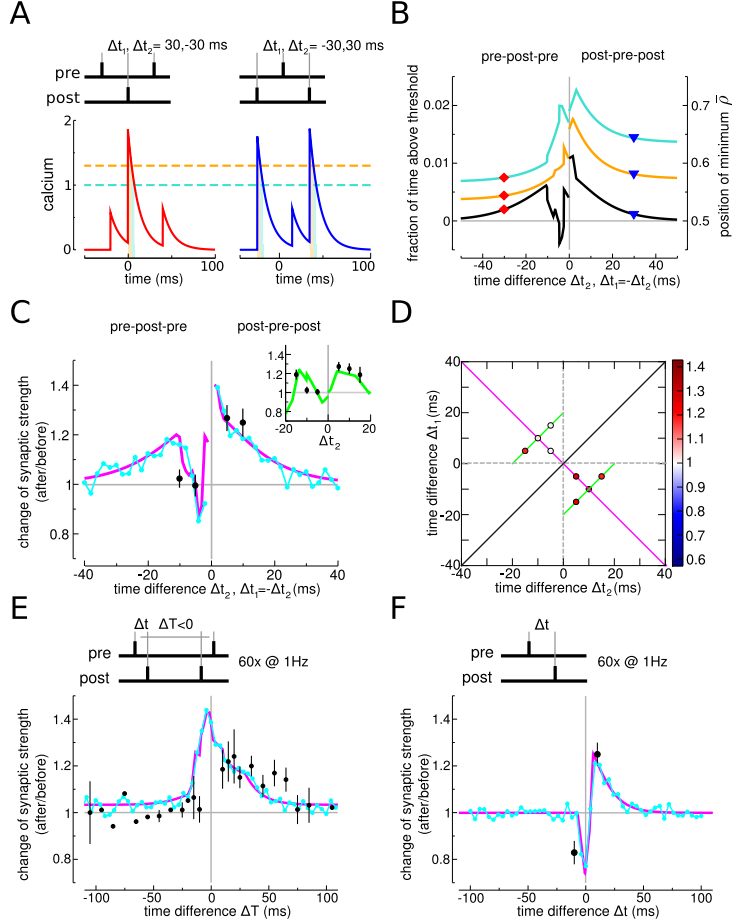 A
Δt1, Δt2= 30,-30 ms
Δt1, Δt2= -30,30 ms
pre
post
calcium
2
1
0
0
100
0
100
time (ms)
time (ms)
B
pre-post-pre
post-pre-post
fraction of time above threshold
0.02
0.01
0
0.7
0.6
0.5
position of minimum ρ̄
-40
-20
0
20
40
time difference Δt2, Δt1=-Δt2(ms)
C
pre-post-pre
post-pre-post
change of synaptic strength
(after/before)
1.4
1.2
1
0.8
-40
-20
0
20
40
time difference Δt2, Δt1=-Δt2(ms)
1.4
1.2
1
0.8
-20
0
20
Δt2
D
time difference Δt1(ms)
40
20
0
-20
-40
-40
-20
0
20
40
time difference Δt2(ms)
1.4
1.3
1.2
1.1
1.0
0.9
0.8
0.7
0.6
E
Δt
ΔT<0
pre
post
60x @ 1Hz
change of synaptic strength
(after/before)
1.4
1.2
1
0.8
-100
-50
0
50
100
time difference ΔT (ms)
F
Δt
pre
post
60x @ 1Hz
change of synaptic strength
(after/before)
1.4
1.2
1
0.8
-100
-50
0
50
100
time difference Δt (ms)